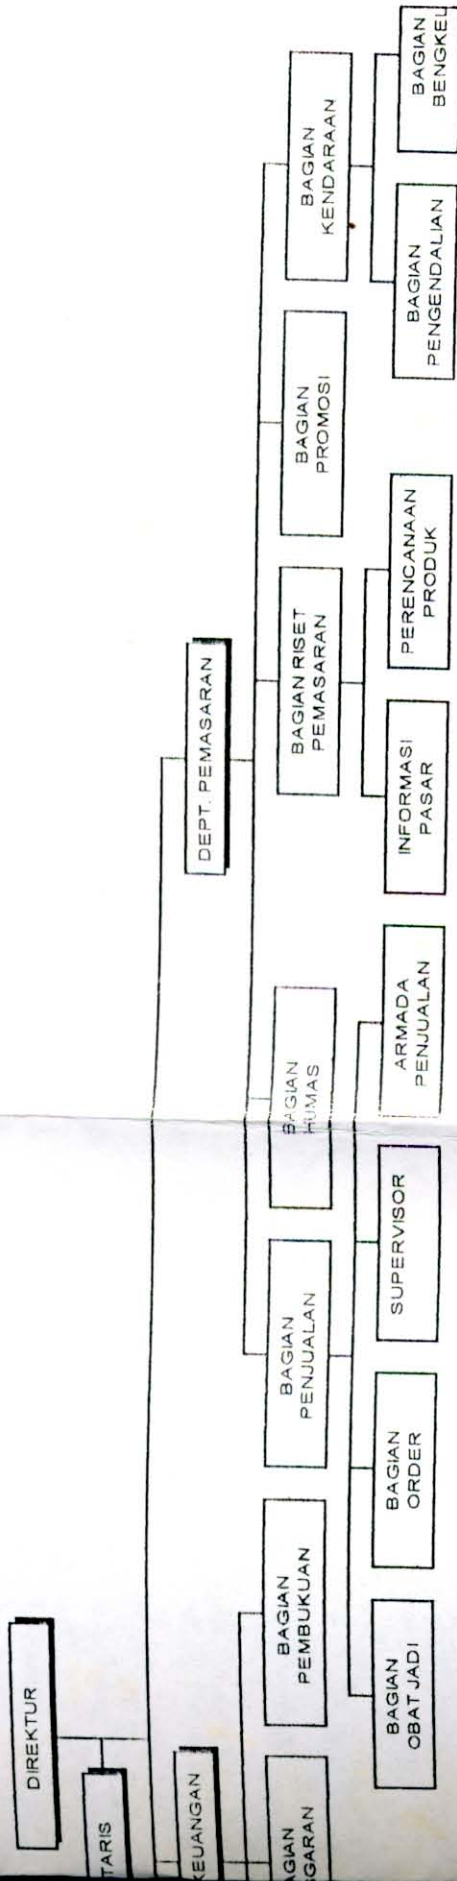 DIREKTUR
TARIS
KEUANGAN
DEPT. PEMASARAN
AGIAN
GGARAN
BAGIAN
PEMBUKUAN
BAGIAN
PENJUALAN
BAGIAN
HUMAS
BAGIAN RISET
PEMASARAN
BAGIAN
PROMOSI
BAGIAN
KENDARAAN
BAGIAN
OBAT JADI
BAGIAN
ORDER
SUPERVISOR
ARMADA
PENJUALAN
INFORMASI
PASAR
PERENCANAAN
PRODUK
BAGIAN
PENGENDALIAN
BAGIAN
BENGKEL